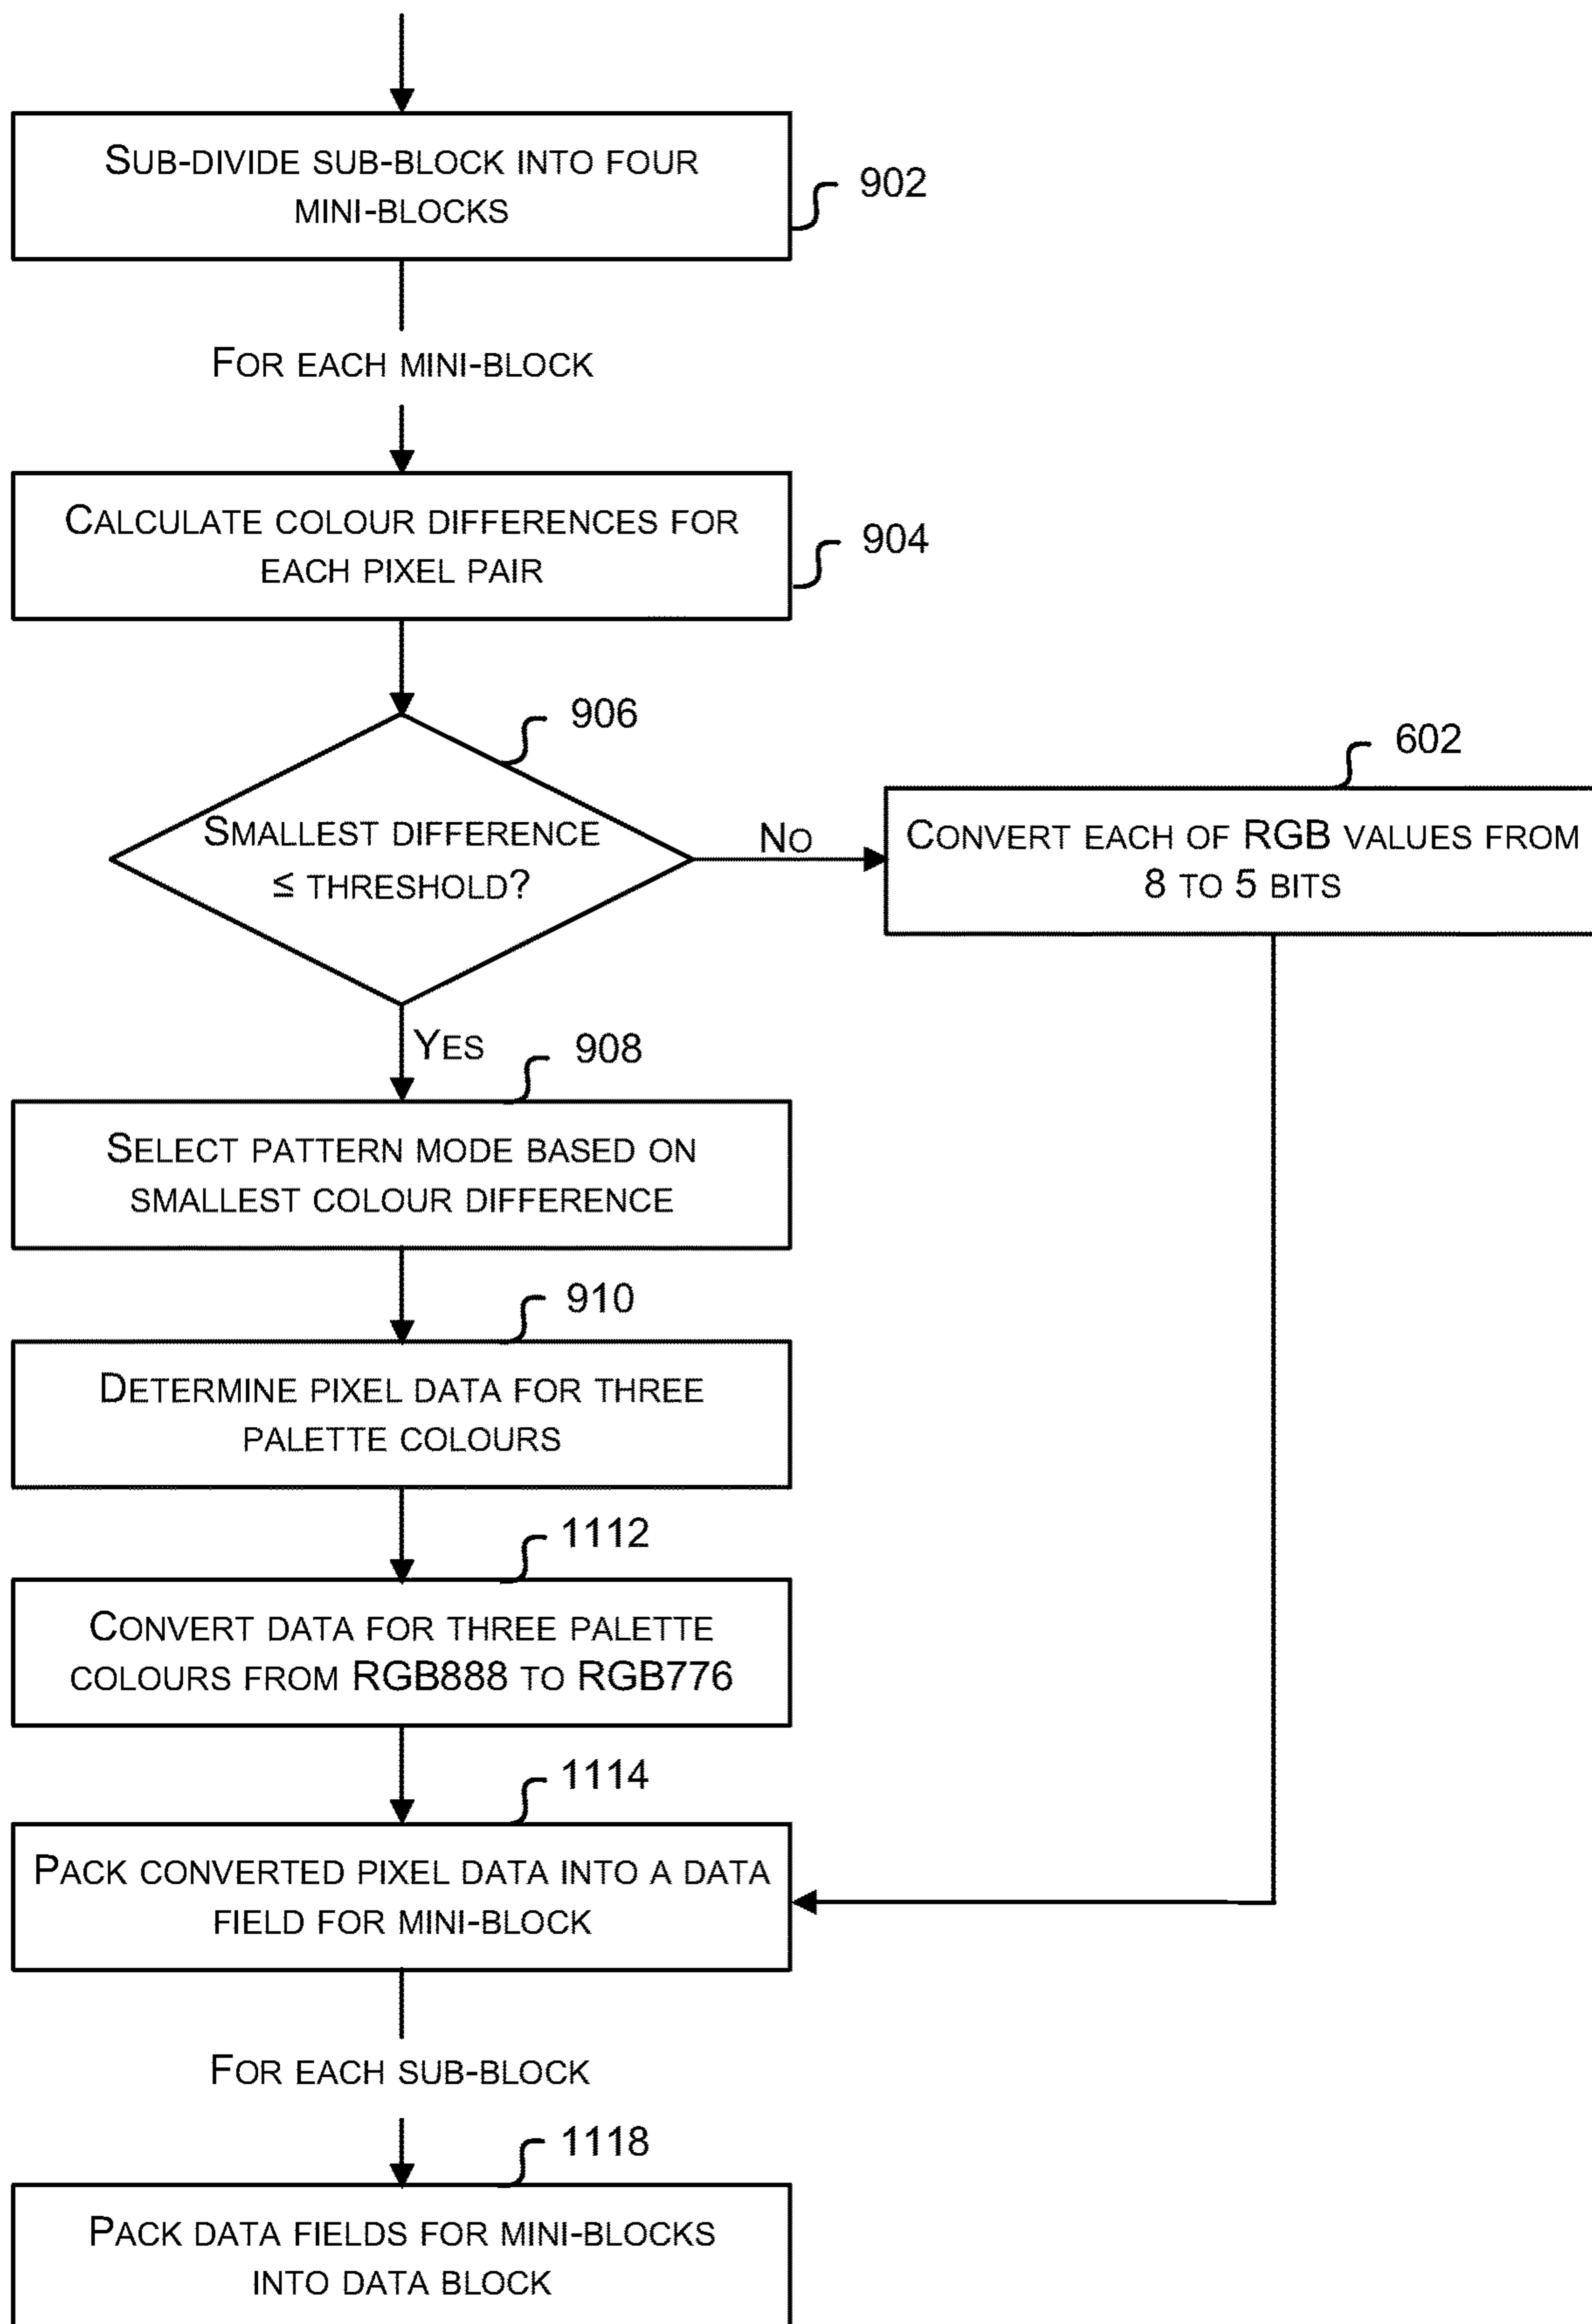 SUB-DIVIDE SUB-BLOCK INTO FOUR
MINI-BLOCKS
902
FOR EACH MINI-BLOCK
CALCULATE COLOUR DIFFERENCES FOR
EACH PIXEL PAIR
904
906
SMALLEST DIFFERENCE
≤ THRESHOLD?
NO
602
CONVERT EACH OF RGB VALUES FROM
8 TO 5 BITS
YES
908
SELECT PATTERN MODE BASED ON
SMALLEST COLOUR DIFFERENCE
910
DETERMINE PIXEL DATA FOR THREE
PALETTE COLOURS
1112
CONVERT DATA FOR THREE PALETTE
COLOURS FROM RGB888 TO RGB776
1114
PACK CONVERTED PIXEL DATA INTO A DATA
FIELD FOR MINI-BLOCK
FOR EACH SUB-BLOCK
1118
PACK DATA FIELDS FOR MINI-BLOCKS
INTO DATA BLOCK